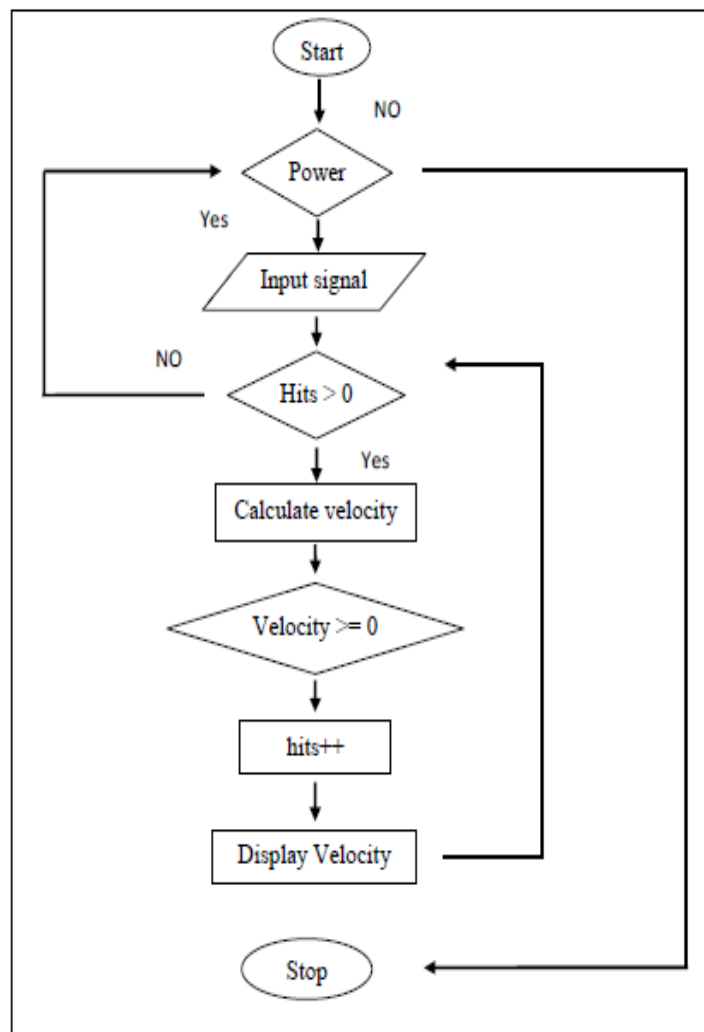 Start
NO
Power
Yes
Input signal
NO
Hits > 0
Yes
Calculate velocity
Velocity >= 0
hits++
Display Velocity
Stop